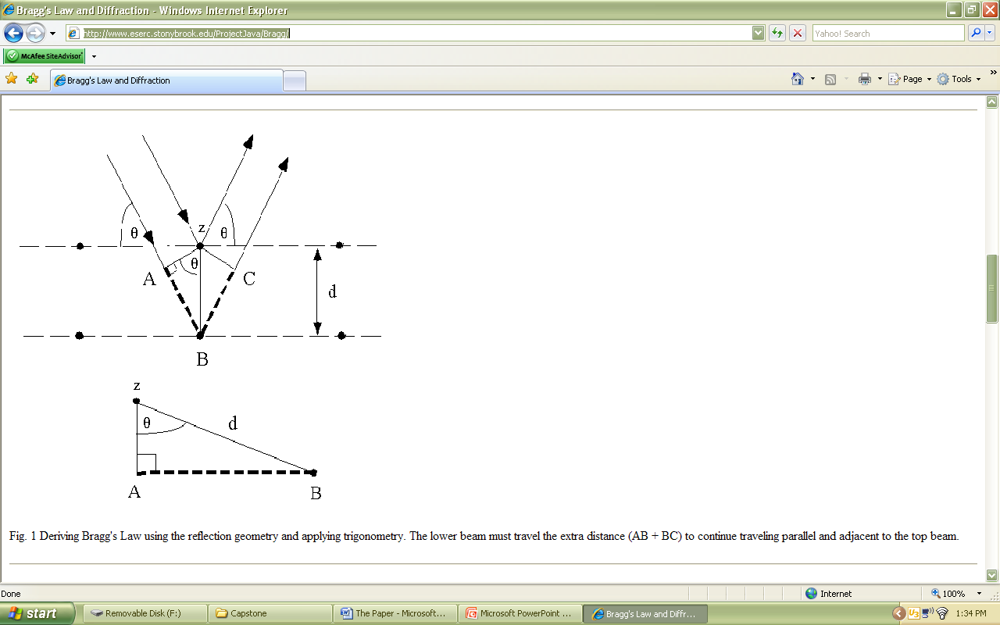 Bragg's Law and Diffraction - Windows Internet Explorer
http://www.eserc.stonybrook.edu/ProjectJava/Bragg/
Yahoo! Search
McAfee SiteAdvisor
Bragg's Law and Diffraction
Page
Tools
»
θ
z
θ
θ
A
C
d
B
z
θ
d
A
B
Fig. 1 Deriving Bragg's Law using the reflection geometry and applying trigonometry. The lower beam must travel the extra distance (AB + BC) to continue traveling parallel and adjacent to the top beam.
Done
Internet
100%
start
Removable Disk (F:)
Capstone
The Paper - Microsoft...
Microsoft PowerPoint ...
Bragg's Law and Diffr...
U3
1:34 PM